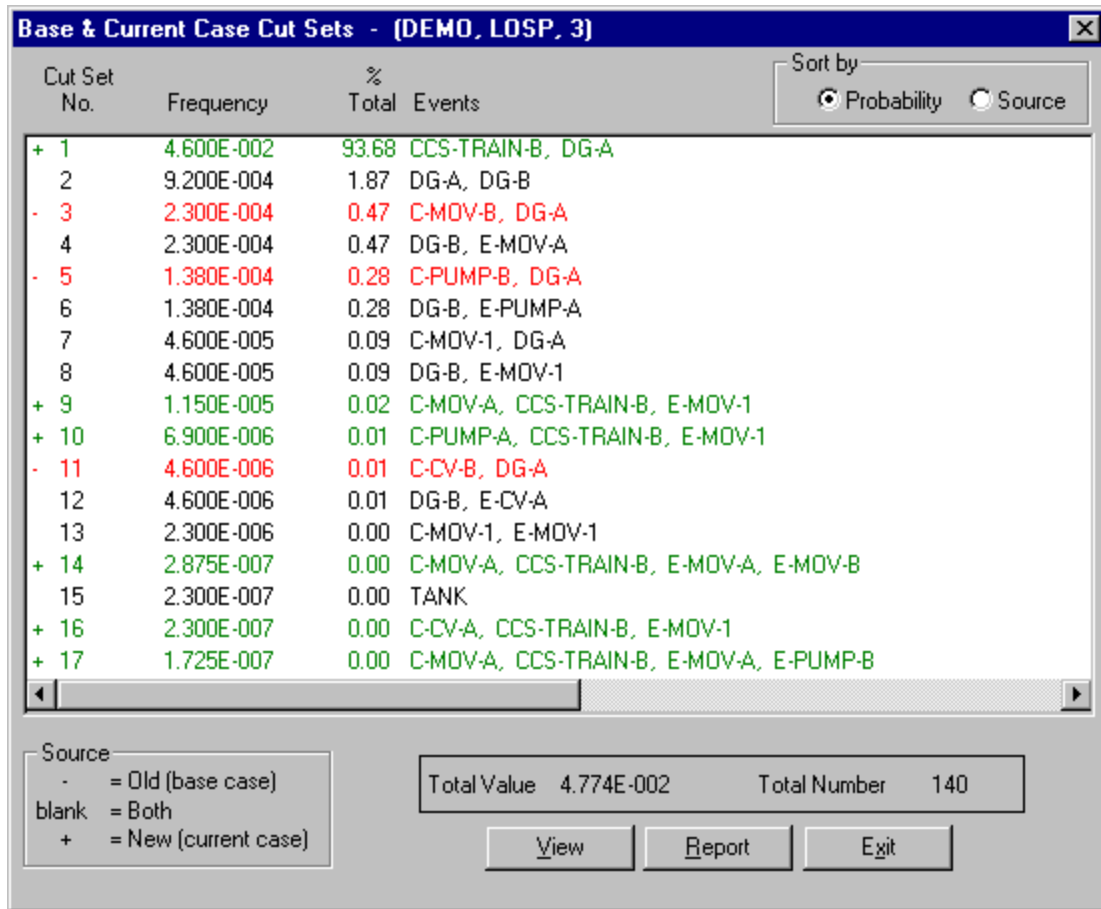 Base & Current Case Cut Sets - (DEMO, LOSP, 3)
Cut Set No. Frequency % Total Events
Sort by
Probability Source
+ 1 4.600E-002 93.68 CCS-TRAIN-B, DG-A
2 9.200E-004 1.87 DG-A, DG-B
- 3 2.300E-004 0.47 C-MOV-B, DG-A
4 2.300E-004 0.47 DG-B, E-MOV-A
- 5 1.380E-004 0.28 C-PUMP-B, DG-A
6 1.380E-004 0.28 DG-B, E-PUMP-A
7 4.600E-005 0.09 C-MOV-1, DG-A
8 4.600E-005 0.09 DG-B, E-MOV-1
+ 9 1.150E-005 0.02 C-MOV-A, CCS-TRAIN-B, E-MOV-1
+ 10 6.900E-006 0.01 C-PUMP-A, CCS-TRAIN-B, E-MOV-1
- 11 4.600E-006 0.01 C-CV-B, DG-A
12 4.600E-006 0.01 DG-B, E-CV-A
13 2.300E-006 0.00 C-MOV-1, E-MOV-1
+ 14 2.875E-007 0.00 C-MOV-A, CCS-TRAIN-B, E-MOV-A, E-MOV-B
15 2.300E-007 0.00 TANK
+ 16 2.300E-007 0.00 C-CV-A, CCS-TRAIN-B, E-MOV-1
+ 17 1.725E-007 0.00 C-MOV-A, CCS-TRAIN-B, E-MOV-A, E-PUMP-B
Source
- = Old (base case)
blank = Both
+ = New (current case)
Total Value 4.774E-002 Total Number 140
View Report Exit